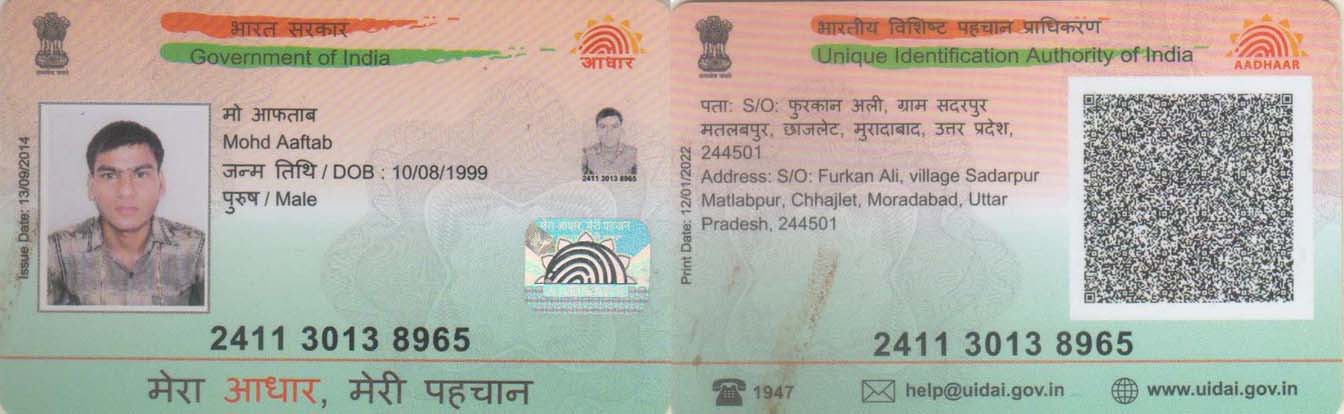 भारत सरकार
Government of India
आधार
Issue Date: 13/09/2014
मो आफताब
Mohd Aaftab
जन्म तिथि / DOB : 10/08/1999
पुरुष / Male
2411 3013 8965
मेरा आधार, मेरी पहचान
2411 3013 8965
मेरा आधार, मेरी पहचान
भारतीय विशिष्ट पहचान प्राधिकरण
Unique Identification Authority of India
AADHAAR
Print Date: 12/01/2022
पता: S/O: फुरकान अली, ग्राम सदरपुर
मतलबपुर, छाजलेट, मुरादाबाद, उत्तर प्रदेश,
244501
Address: S/O: Furkan Ali, village Sadarpur
Matlabpur, Chhajlet, Moradabad, Uttar
Pradesh, 244501
2411 3013 8965
1947
help@uidai.gov.in
www.uidai.gov.in